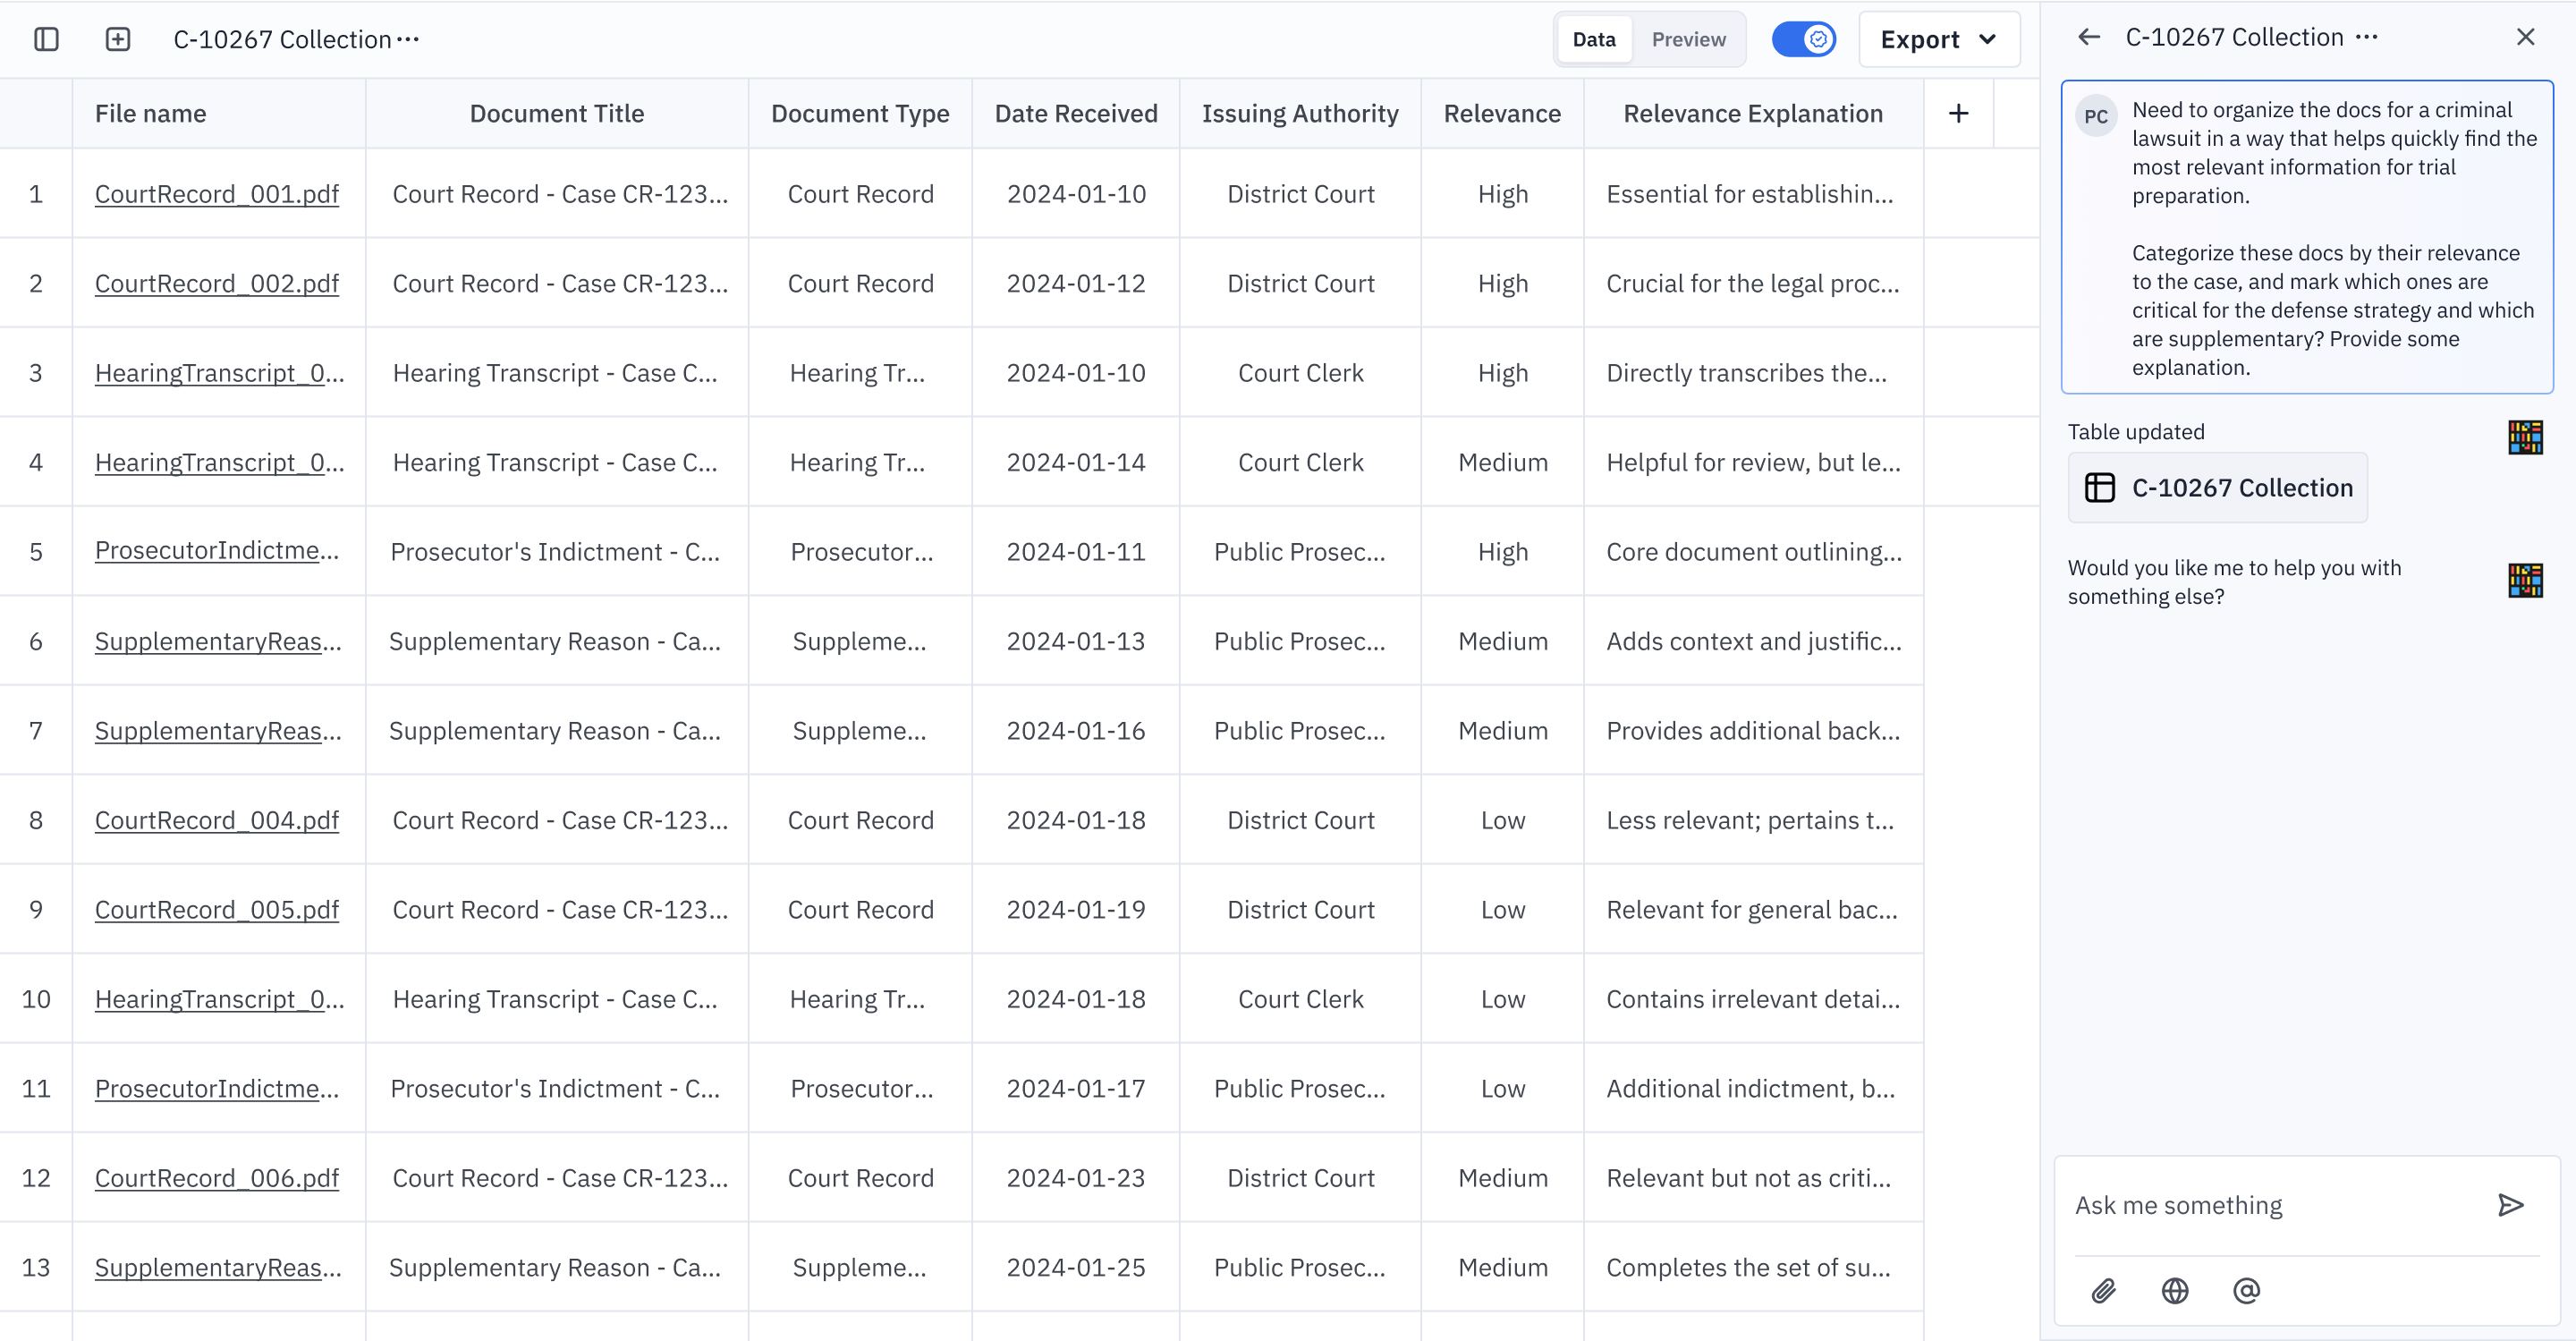 C-10267 Collection ···
Data Preview Export
File name Document Title Document Type Date Received Issuing Authority Relevance Relevance Explanation +
1 CourtRecord_001.pdf Court Record - Case CR-123... Court Record 2024-01-10 District Court High Essential for establishin...
2 CourtRecord_002.pdf Court Record - Case CR-123... Court Record 2024-01-12 District Court High Crucial for the legal proc...
3 HearingTranscript_0... Hearing Transcript - Case C... Hearing Tr... 2024-01-10 Court Clerk High Directly transcribes the...
4 HearingTranscript_0... Hearing Transcript - Case C... Hearing Tr... 2024-01-14 Court Clerk Medium Helpful for review, but le...
5 ProsecutorIndictme... Prosecutor's Indictment - C... Prosecutor... 2024-01-11 Public Prosec... High Core document outlining...
6 SupplementaryReas... Supplementary Reason - Ca... Suppleme... 2024-01-13 Public Prosec... Medium Adds context and justific...
7 SupplementaryReas... Supplementary Reason - Ca... Suppleme... 2024-01-16 Public Prosec... Medium Provides additional back...
8 CourtRecord_004.pdf Court Record - Case CR-123... Court Record 2024-01-18 District Court Low Less relevant; pertains t...
9 CourtRecord_005.pdf Court Record - Case CR-123... Court Record 2024-01-19 District Court Low Relevant for general bac...
10 HearingTranscript_0... Hearing Transcript - Case C... Hearing Tr... 2024-01-18 Court Clerk Low Contains irrelevant detai...
11 ProsecutorIndictme... Prosecutor's Indictment - C... Prosecutor... 2024-01-17 Public Prosec... Low Additional indictment, b...
12 CourtRecord_006.pdf Court Record - Case CR-123... Court Record 2024-01-23 District Court Medium Relevant but not as criti...
13 SupplementaryReas... Supplementary Reason - Ca... Suppleme... 2024-01-25 Public Prosec... Medium Completes the set of su...
C-10267 Collection ···
PC
Need to organize the docs for a criminal
lawsuit in a way that helps quickly find the
most relevant information for trial
preparation.
Categorize these docs by their relevance
to the case, and mark which ones are
critical for the defense strategy and which
are supplementary? Provide some
explanation.
Table updated
C-10267 Collection
Would you like me to help you with
something else?
Ask me something